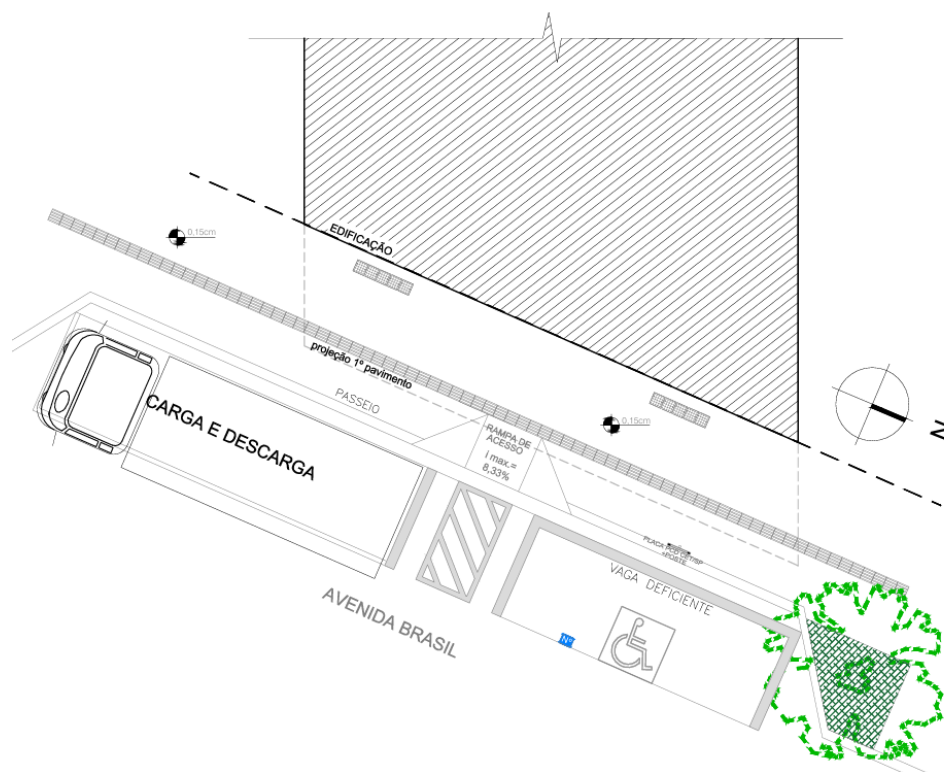 0,15cm
EDIFICAÇÃO
projeção 1º pavimento
PASSEIO
CARGA E DESCARGA
RAMPA DE
ACESSO
i max.=
8,33%
0,15cm
N
VAGA DEFICIENTE
Nº
AVENIDA BRASIL